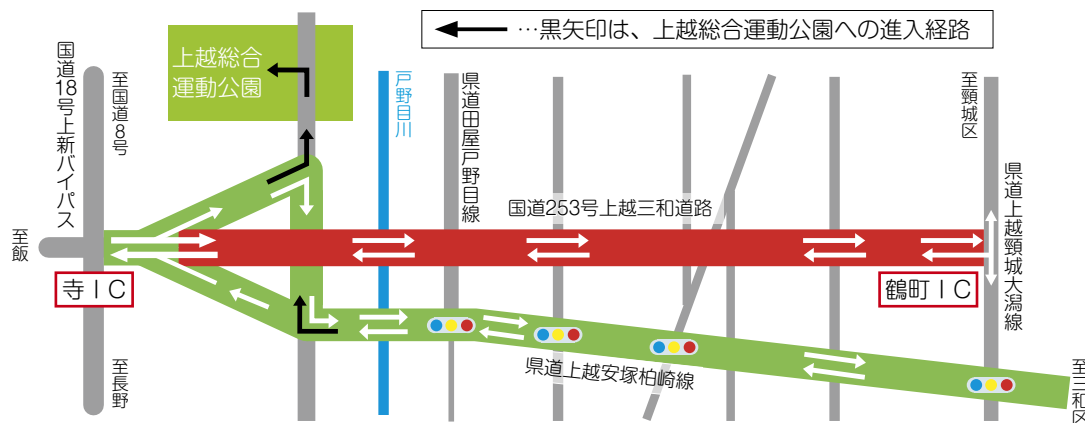 …黒矢印は、上越総合運動公園への進入経路
上越総合
運動公園
国道18号上新バイパス
至国道8号
戸野目川
県道田屋戸野目線
至頸城区
県道上越頸城大潟線
国道253号上越三和道路
至飯
寺IC
鶴町IC
県道上越安塚柏崎線
至長野
至三和区